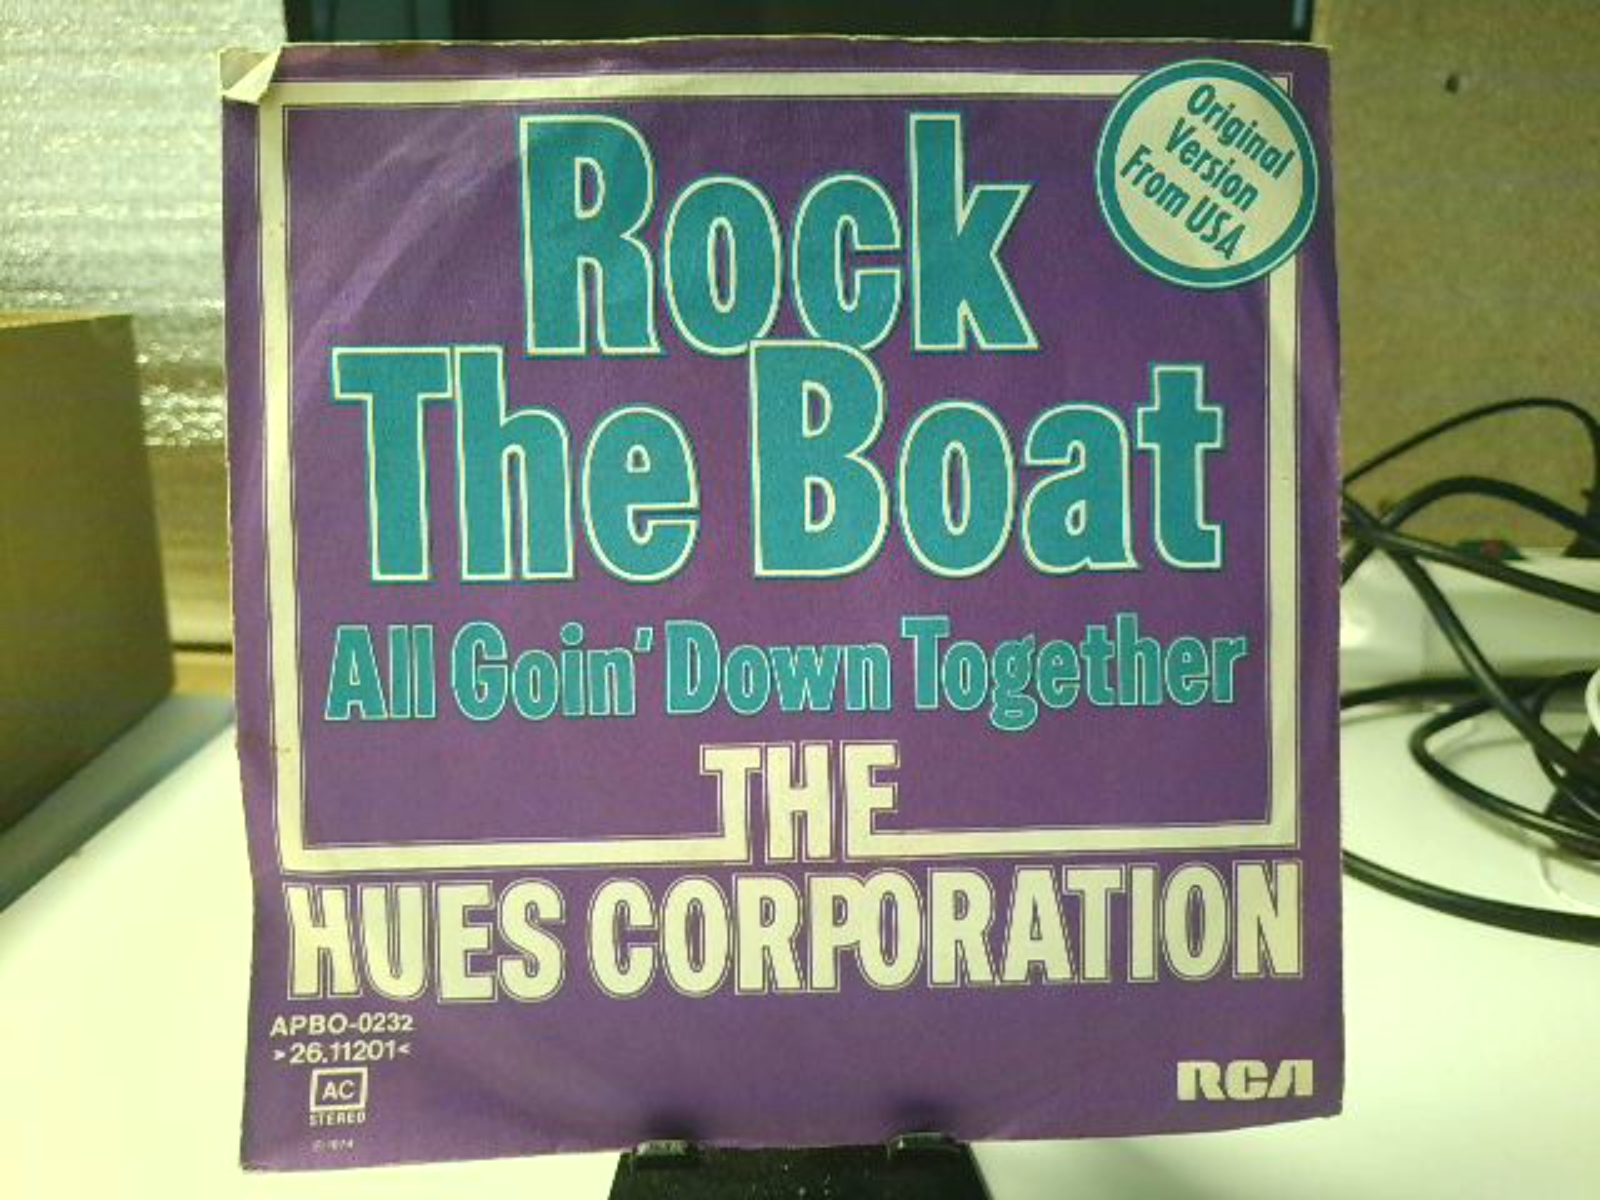 Original
Version
From USA
Rock
The Boat
All Goin' Down Together
THE
HUES CORPORATION
APBO-0232
>26.11201<
AC
STEREO
RCA